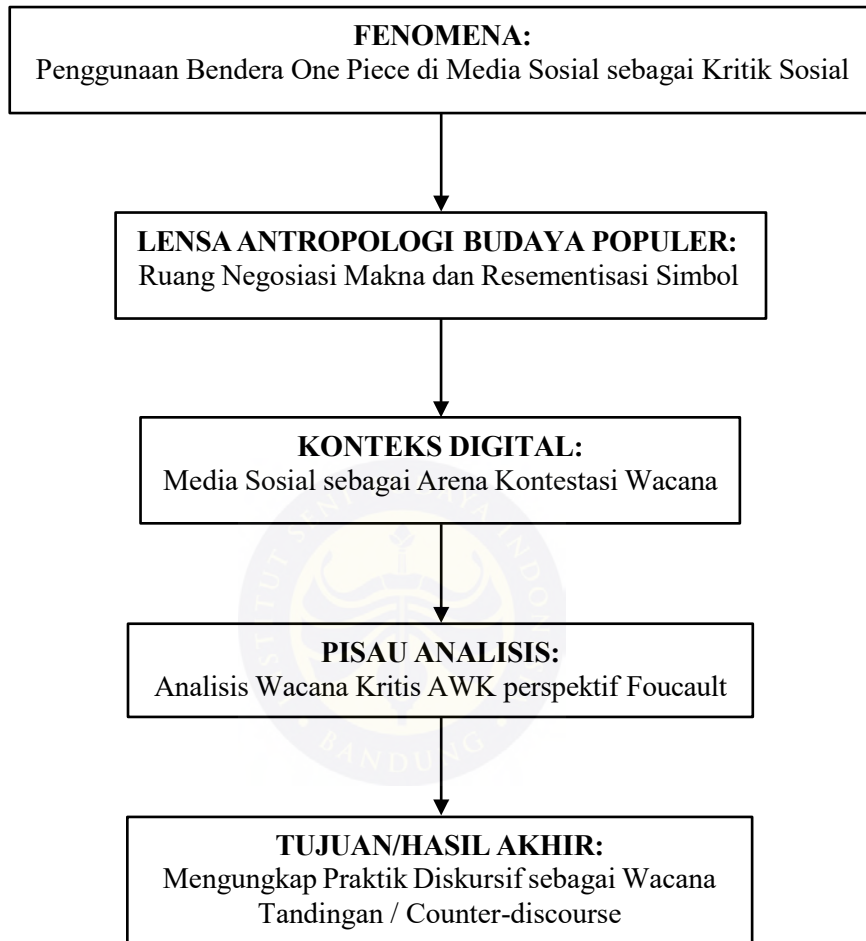 FENOMENA:
Penggunaan Bendera One Piece di Media Sosial sebagai Kritik Sosial
LENSA ANTROPOLOGI BUDAYA POPULER:
Ruang Negosiasi Makna dan Resementisasi Simbol
KONTEKS DIGITAL:
Media Sosial sebagai Arena Kontestasi Wacana
PISAU ANALISIS:
Analisis Wacana Kritis AWK perspektif Foucault
BANDUNG
TUJUAN/HASIL AKHIR:
Mengungkap Praktik Diskursif sebagai Wacana
Tandingan / Counter-discourse